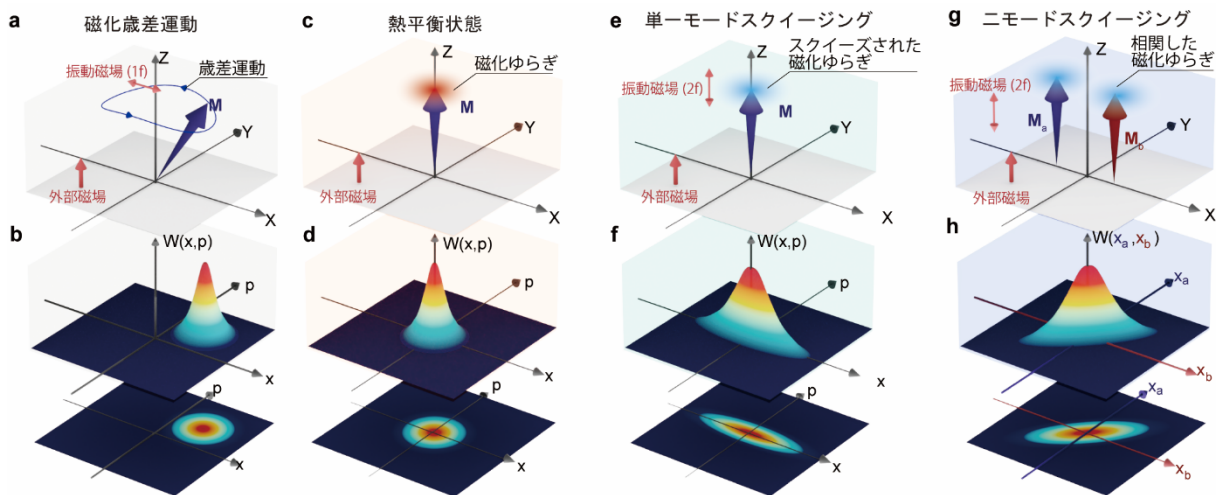 a
磁化歳差運動
Z
振動磁場 (1f)
歳差運動
M
Y
外部磁場
X
b
W(x,p)
p
x
p
x
c
熱平衡状態
Z
磁化ゆらぎ
M
Y
外部磁場
X
d
W(x,p)
p
x
p
x
e
単一モードスクイージング
Z
スクイーズされた
磁化ゆらぎ
振動磁場 (2f)
M
Y
外部磁場
X
f
W(x,p)
p
x
p
x
g
二モードスクイージング
Z
相関した
磁化ゆらぎ
振動磁場 (2f)
Ma
Mb
Y
外部磁場
X
h
W(xa,xb)
xa
xb
xa
xb